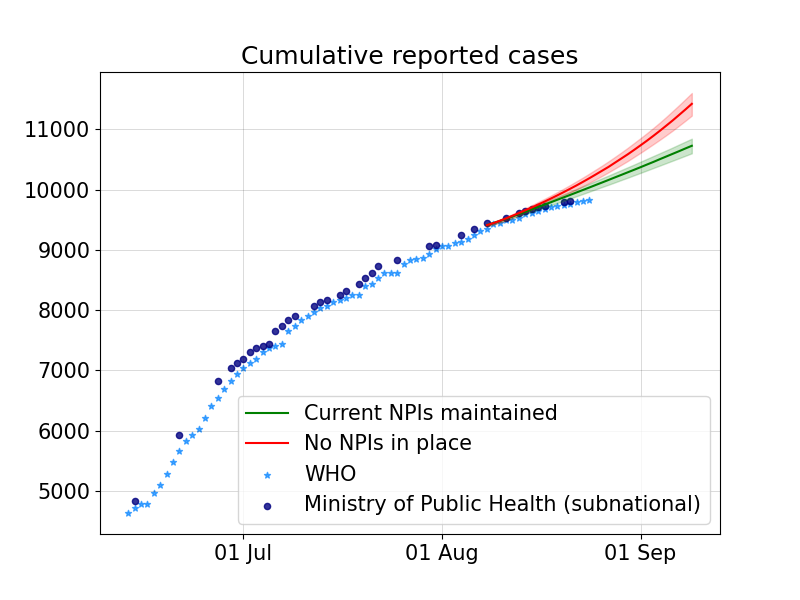 Cumulative reported cases
11000
10000
9000
8000
7000
6000
5000
Current NPIs maintained
No NPIs in place
WHO
Ministry of Public Health (subnational)
01 Jul
01 Aug
01 Sep